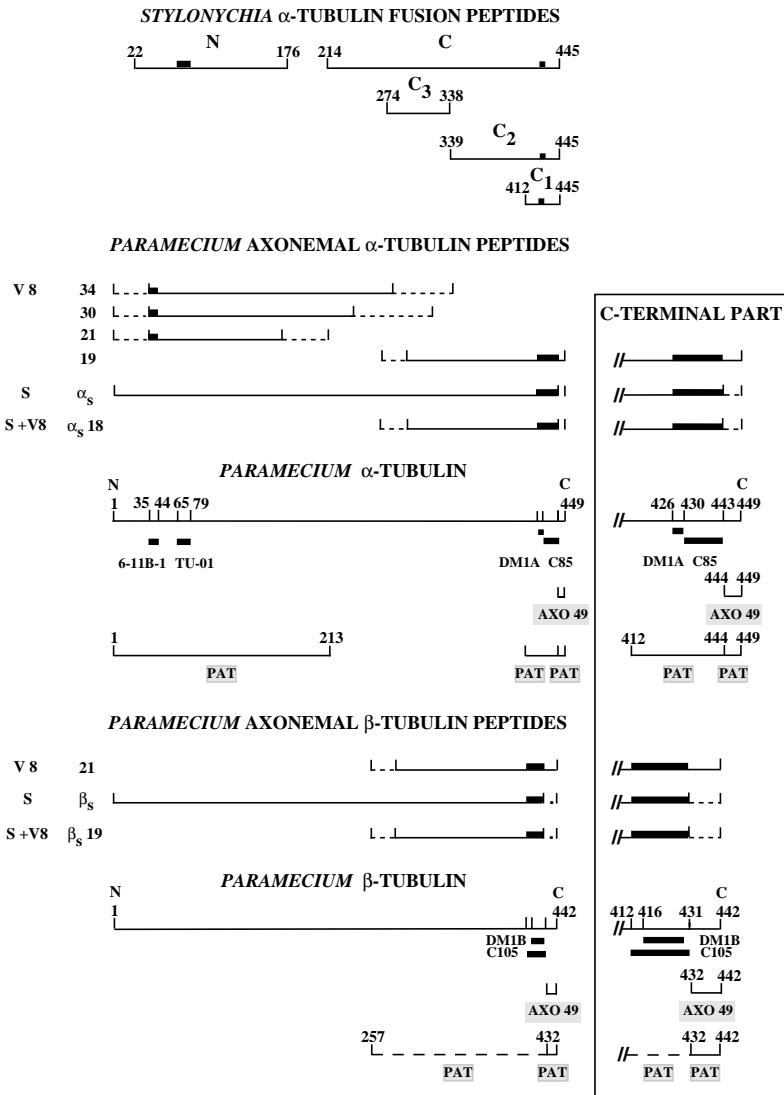 STYLONYCHIA α-TUBULIN FUSION PEPTIDES
N C
22 176 214 445
C3
274 338
C2
339 445
C1
412 445
PARAMECIUM AXONEMAL α-TUBULIN PEPTIDES
V 8 34
30
21
19
S αs
S +V8 αs 18
C-TERMINAL PART
//
//
//
PARAMECIUM α-TUBULIN
N C
1 35 44 65 79 449
6-11B-1 TU-01 DM1A C85
AXO 49
1 213
PAT PAT PAT
C
426 430 443 449
//
DM1A C85
444 449
AXO 49
412 444 449
PAT PAT
PARAMECIUM AXONEMAL β-TUBULIN PEPTIDES
V 8 21
S βs
S +V8 βs 19
//
//
//
PARAMECIUM β-TUBULIN
N C
1 442
DM1B
C105
AXO 49
257 432
PAT PAT
C
412 416 431 442
//
DM1B
C105
432 442
AXO 49
432 442
//
PAT PAT